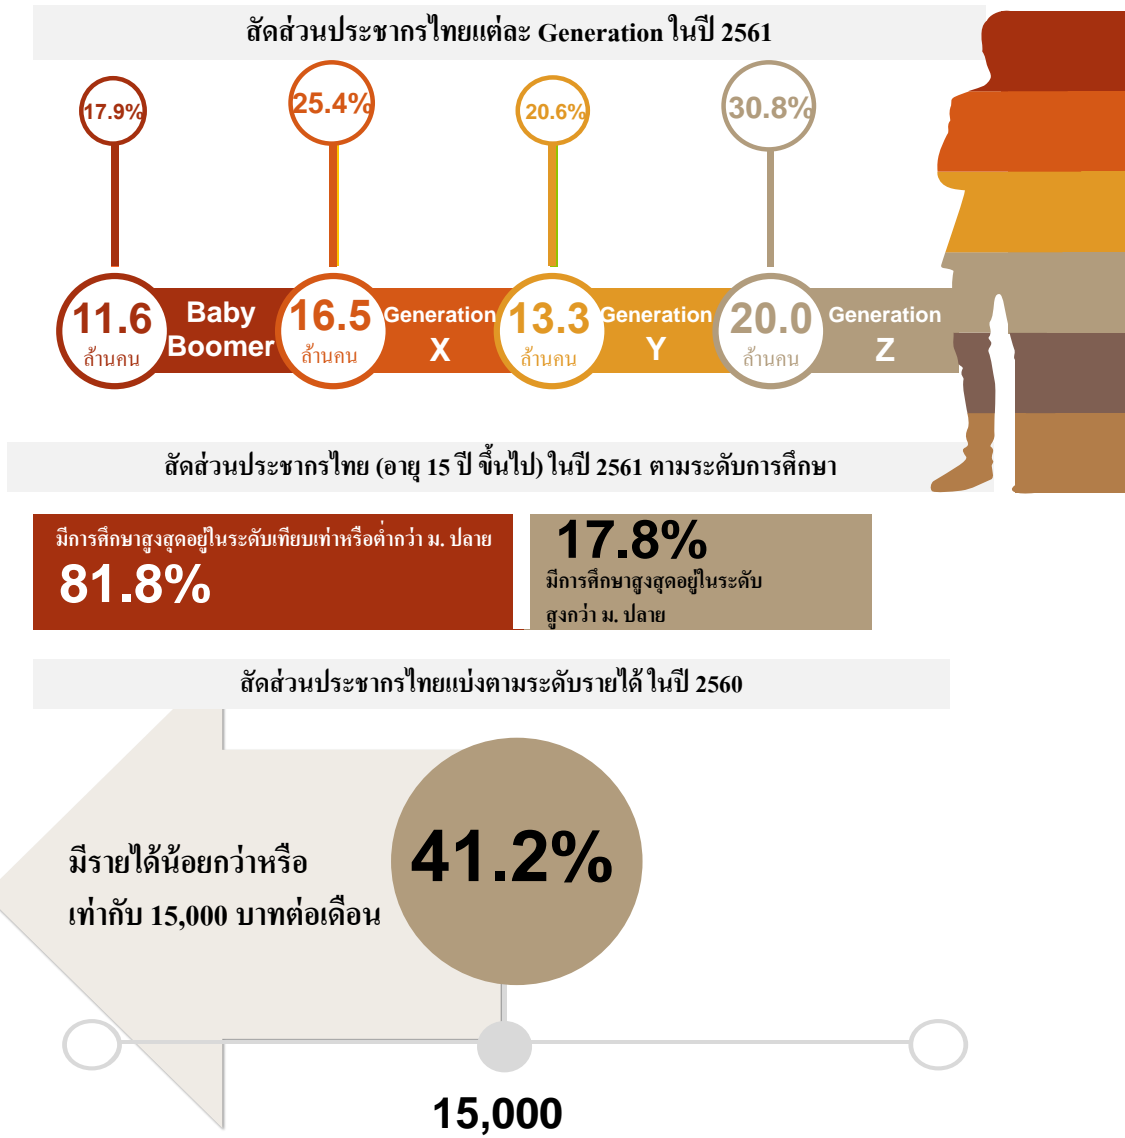 สัดส่วนประชากรไทยแต่ละ Generation ในปี 2561
17.9%
25.4%
20.6%
30.8%
11.6
ล้านคน
Baby
Boomer
16.5
ล้านคน
Generation
X
13.3
ล้านคน
Generation
Y
20.0
ล้านคน
Generation
Z
สัดส่วนประชากรไทย (อายุ 15 ปี ขึ้นไป) ในปี 2561 ตามระดับการศึกษา
มีการศึกษาสูงสุดอยู่ในระดับเทียบเท่าหรือต่ำกว่า ม. ปลาย
81.8%
17.8%
มีการศึกษาสูงสุดอยู่ในระดับ
สูงกว่า ม. ปลาย
สัดส่วนประชากรไทยแบ่งตามระดับรายได้ ในปี 2560
41.2%
มีรายได้น้อยกว่าหรือ
เท่ากับ 15,000 บาทต่อเดือน
15,000